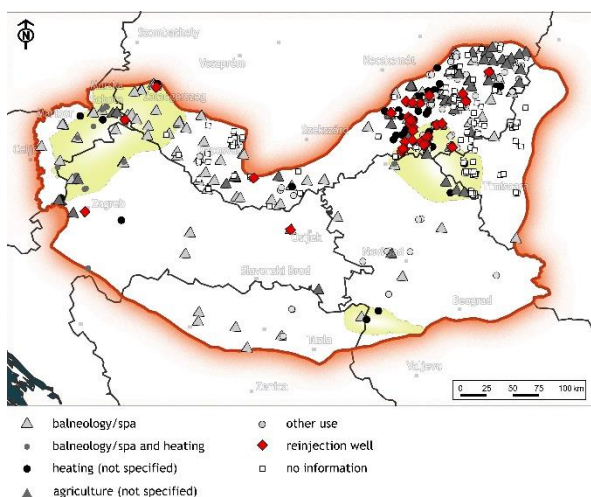 N
Szombathely
Veszprém
Kecskemét
Zalaegerszeg
Maribor
Szekszárd
Celje
Timisoara
Zagreb
Osijek
Novi Sad
Slavonski Brod
Beograd
Tuzla
Valjevo
Zenica
0 25 50 75 100 km
balneology/spa
other use
balneology/spa and heating
reinjection well
heating (not specified)
no information
agriculture (not specified)